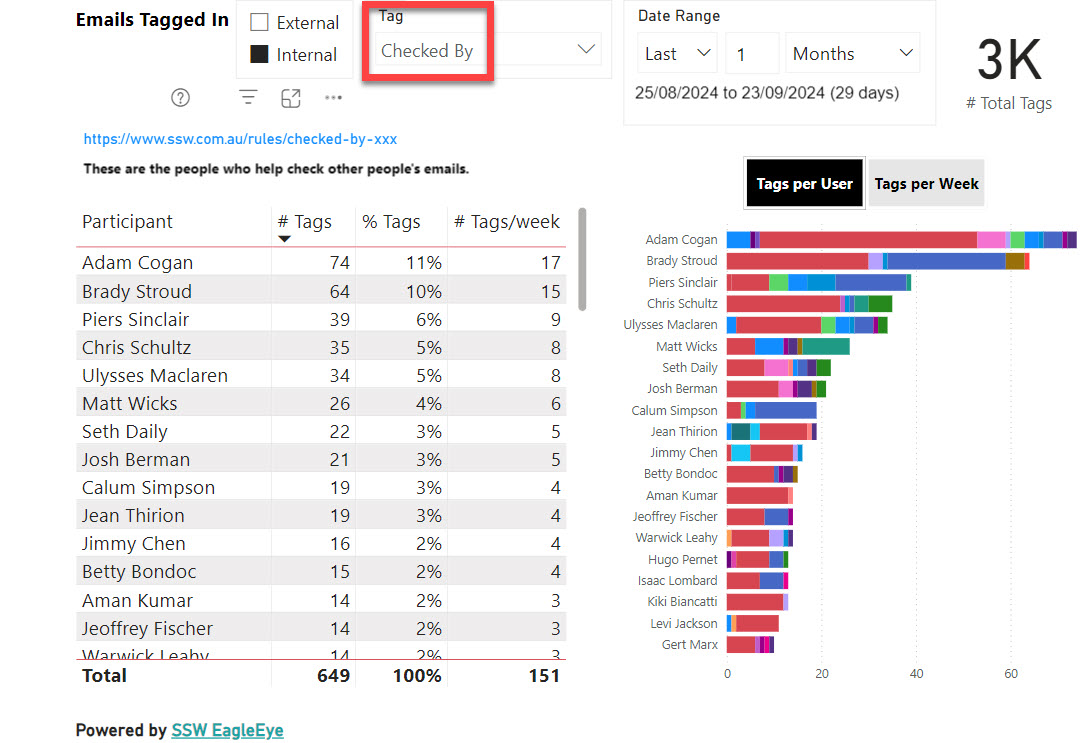 Emails Tagged In
External
Internal
Tag
Checked By
Date Range
Last 1 Months
25/08/2024 to 23/09/2024 (29 days)
3K
# Total Tags
https://www.ssw.com.au/rules/checked-by-xxx
These are the people who help check other people's emails.
Participant # Tags % Tags # Tags/week
Adam Cogan 74 11% 17
Brady Stroud 64 10% 15
Piers Sinclair 39 6% 9
Chris Schultz 35 5% 8
Ulysses Maclaren 34 5% 8
Matt Wicks 26 4% 6
Seth Daily 22 3% 5
Josh Berman 21 3% 5
Calum Simpson 19 3% 4
Jean Thirion 19 3% 4
Jimmy Chen 16 2% 4
Betty Bondoc 15 2% 4
Aman Kumar 14 2% 3
Jeoffrey Fischer 14 2% 3
Warwick Leahy 14 2% 3
Total 649 100% 151
Tags per User
Tags per Week
Adam Cogan
Brady Stroud
Piers Sinclair
Chris Schultz
Ulysses Maclaren
Matt Wicks
Seth Daily
Josh Berman
Calum Simpson
Jean Thirion
Jimmy Chen
Betty Bondoc
Aman Kumar
Jeoffrey Fischer
Warwick Leahy
Hugo Pernet
Isaac Lombard
Kiki Biancatti
Levi Jackson
Gert Marx
0 20 40 60
Powered by SSW EagleEye